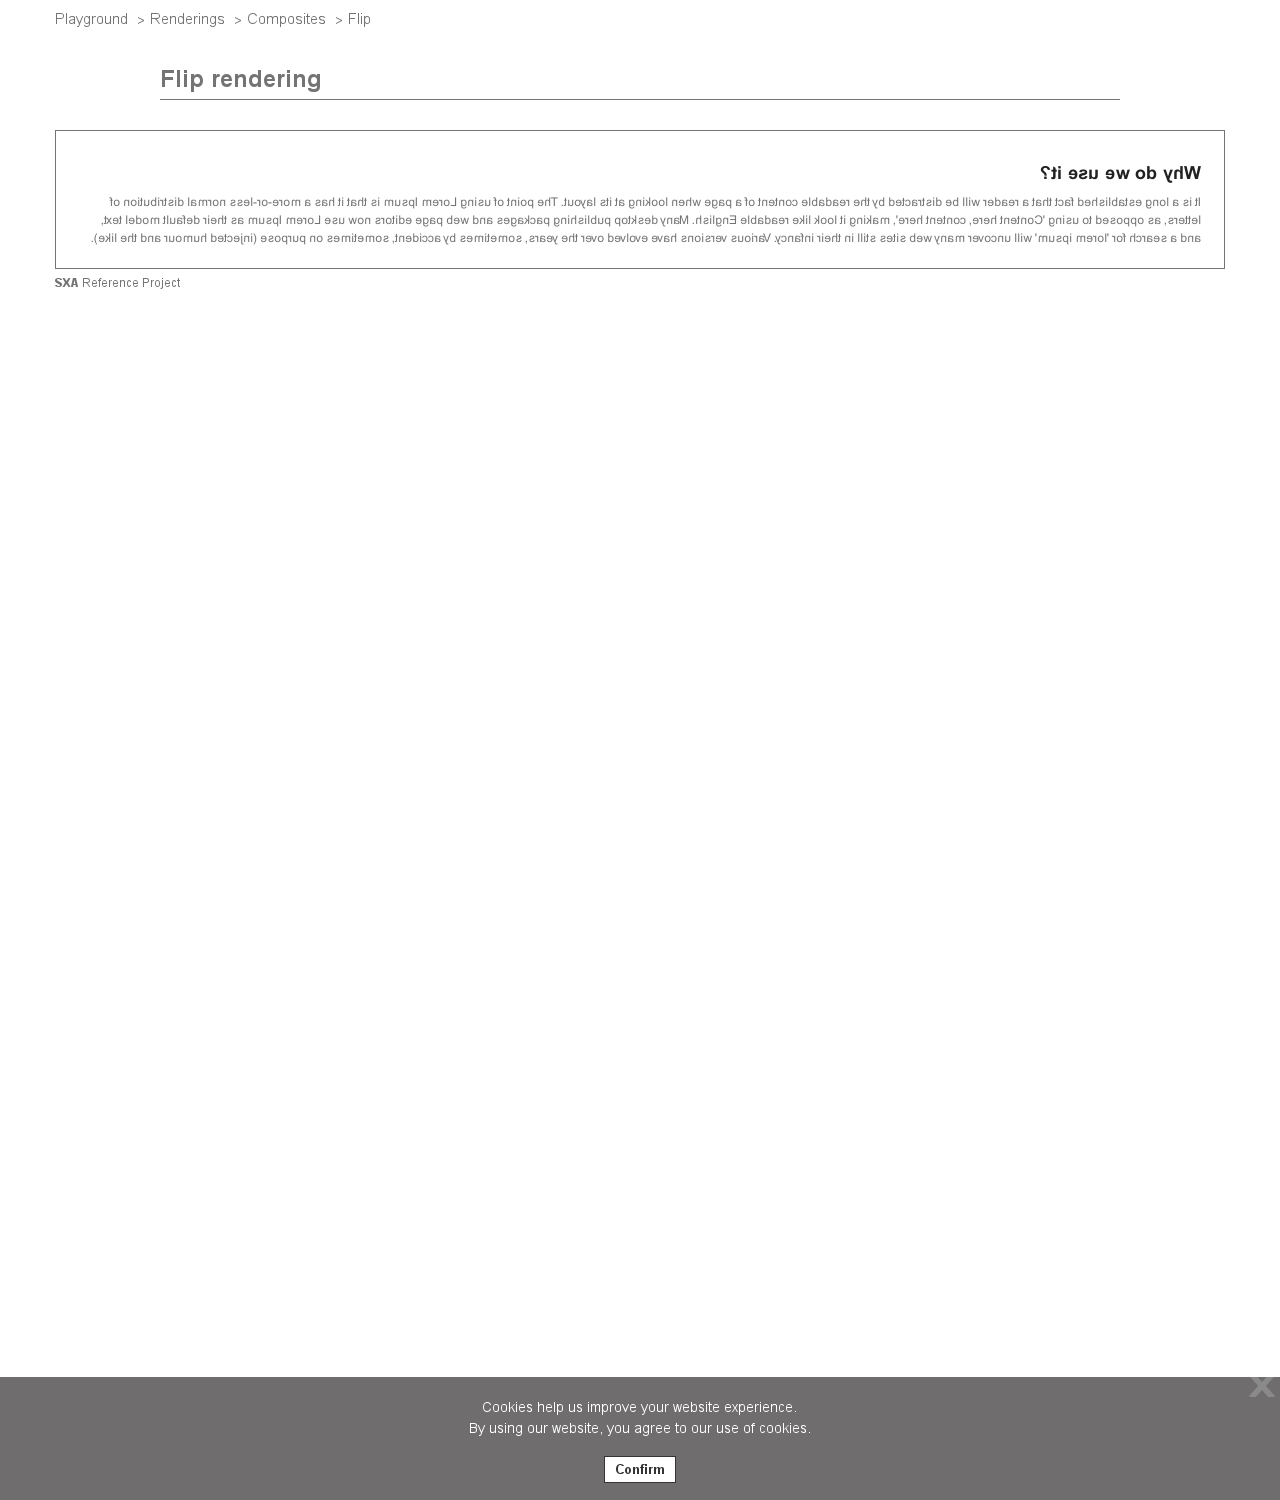 Playground > Renderings > Composites > Flip
Flip rendering
Why do we use it?
It is a long established fact that a reader will be distracted by the readable content of a page when looking at its layout. The point of using Lorem Ipsum is that it has a more-or-less normal distribution of
letters, as opposed to using 'Content here, content here', making it look like readable English. Many desktop publishing packages and web page editors now use Lorem Ipsum as their default model text,
and a search for 'lorem ipsum' will uncover many web sites still in their infancy. Various versions have evolved over the years, sometimes by accident, sometimes on purpose (injected humour and the like).
SXA Reference Project
X
Cookies help us improve your website experience.
By using our website, you agree to our use of cookies.
Confirm